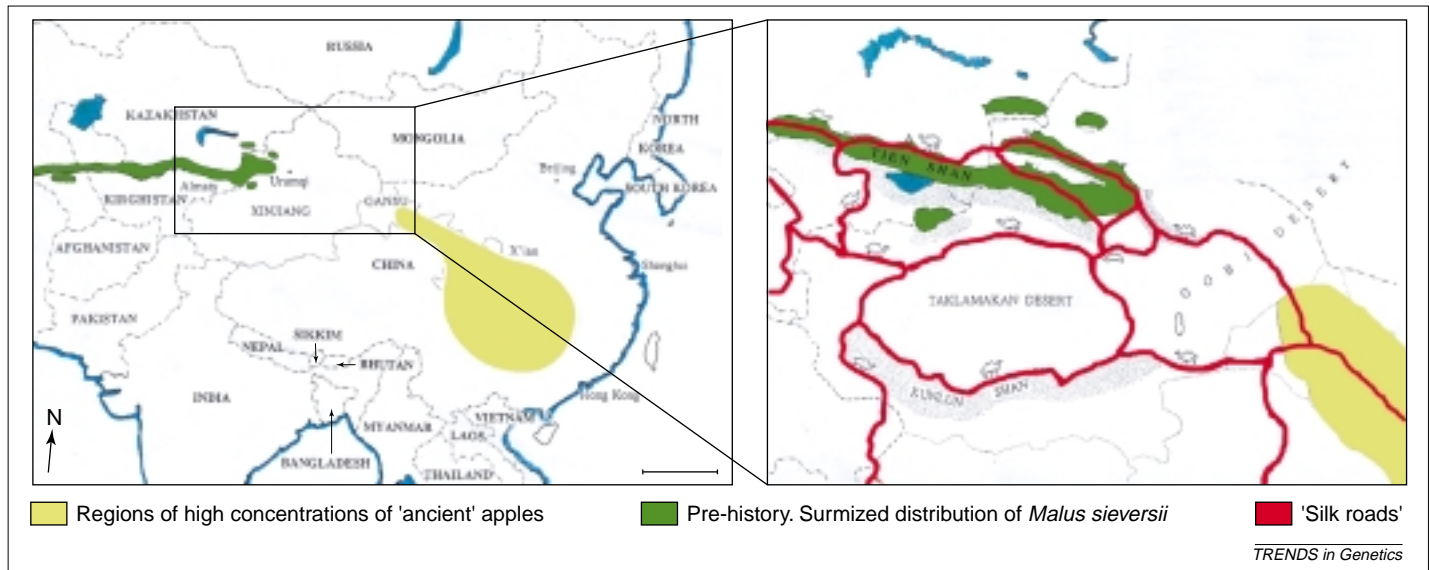 RUSSIA
KAZAKHSTAN
MONGOLIA
NORTH
KOREA
Beijing
SOUTH KOREA
Almaty
Urumqi
KIRGHISTAN
XINJIANG
GANSU
AFGHANISTAN
X'ian
CHINA
Shanghai
PAKISTAN
SIKKIM
NEPAL
BHUTAN
INDIA
Hong Kong
N
MYANMAR
VIETNAM
LAOS
BANGLADESH
THAILAND
TIEN SHAN
GOBI DESERT
TAKLAMAKAN DESERT
KUNLUN SHAN
Regions of high concentrations of 'ancient' apples
Pre-history. Surmized distribution of Malus sieversii
'Silk roads'
TRENDS in Genetics